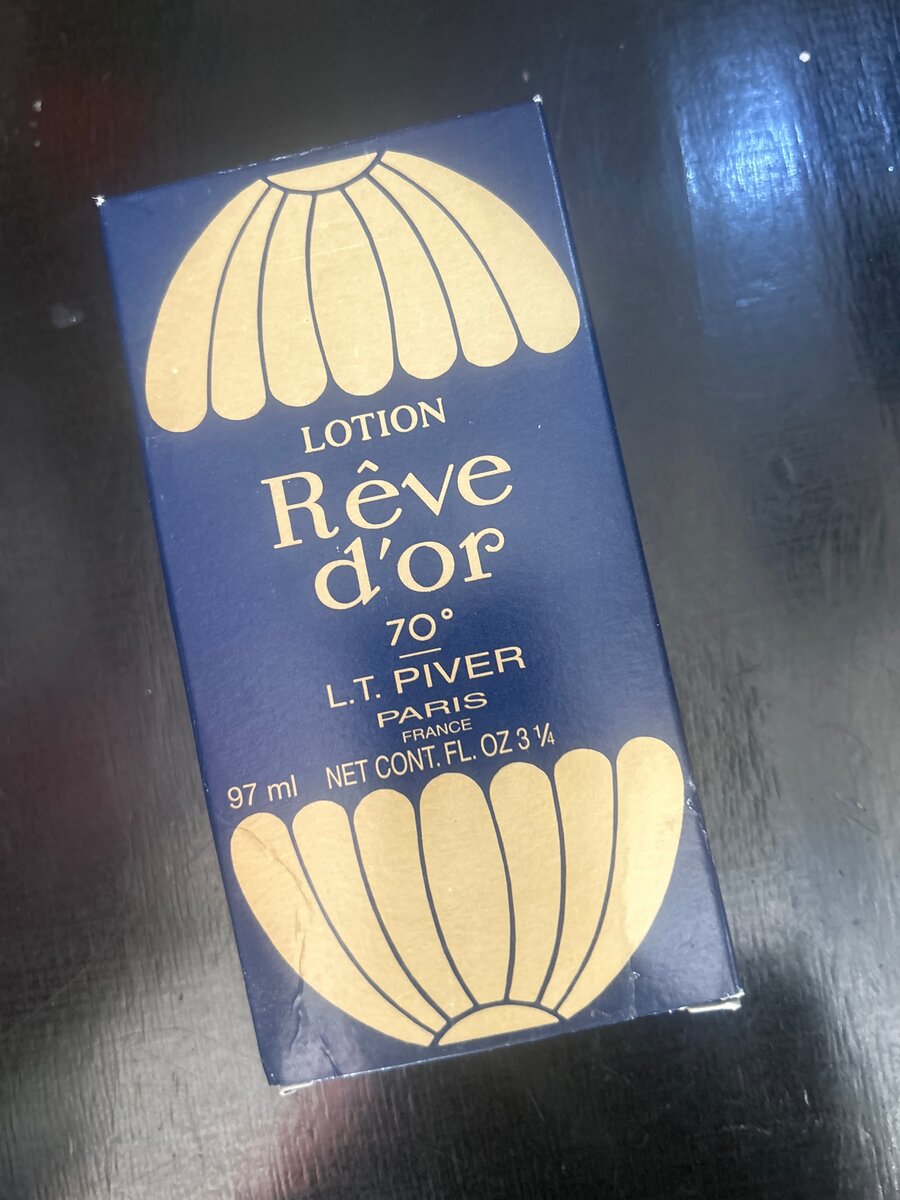 LOTION
Rêve
d'or
70°
L.T. PIVER
PARIS
FRANCE
97 ml NET CONT. FL. OZ 3 ¼